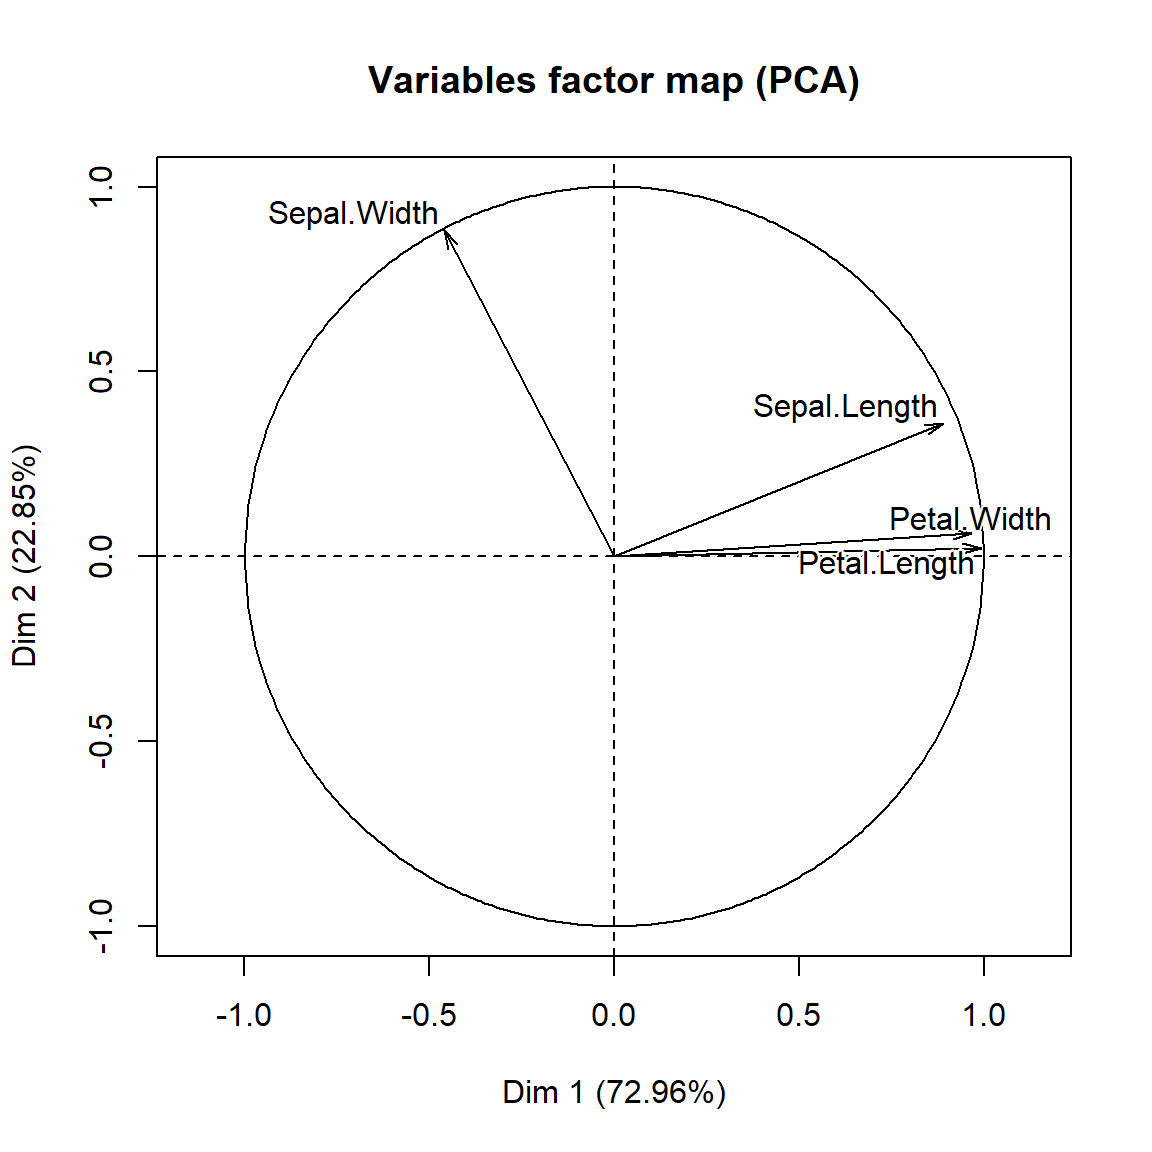 Variables factor map (PCA)
1.0
0.5
0.0
-0.5
-1.0
Dim 2 (22.85%)
Sepal.Width
Sepal.Length
Petal.Width
Petal.Length
-1.0
-0.5
0.0
0.5
1.0
Dim 1 (72.96%)